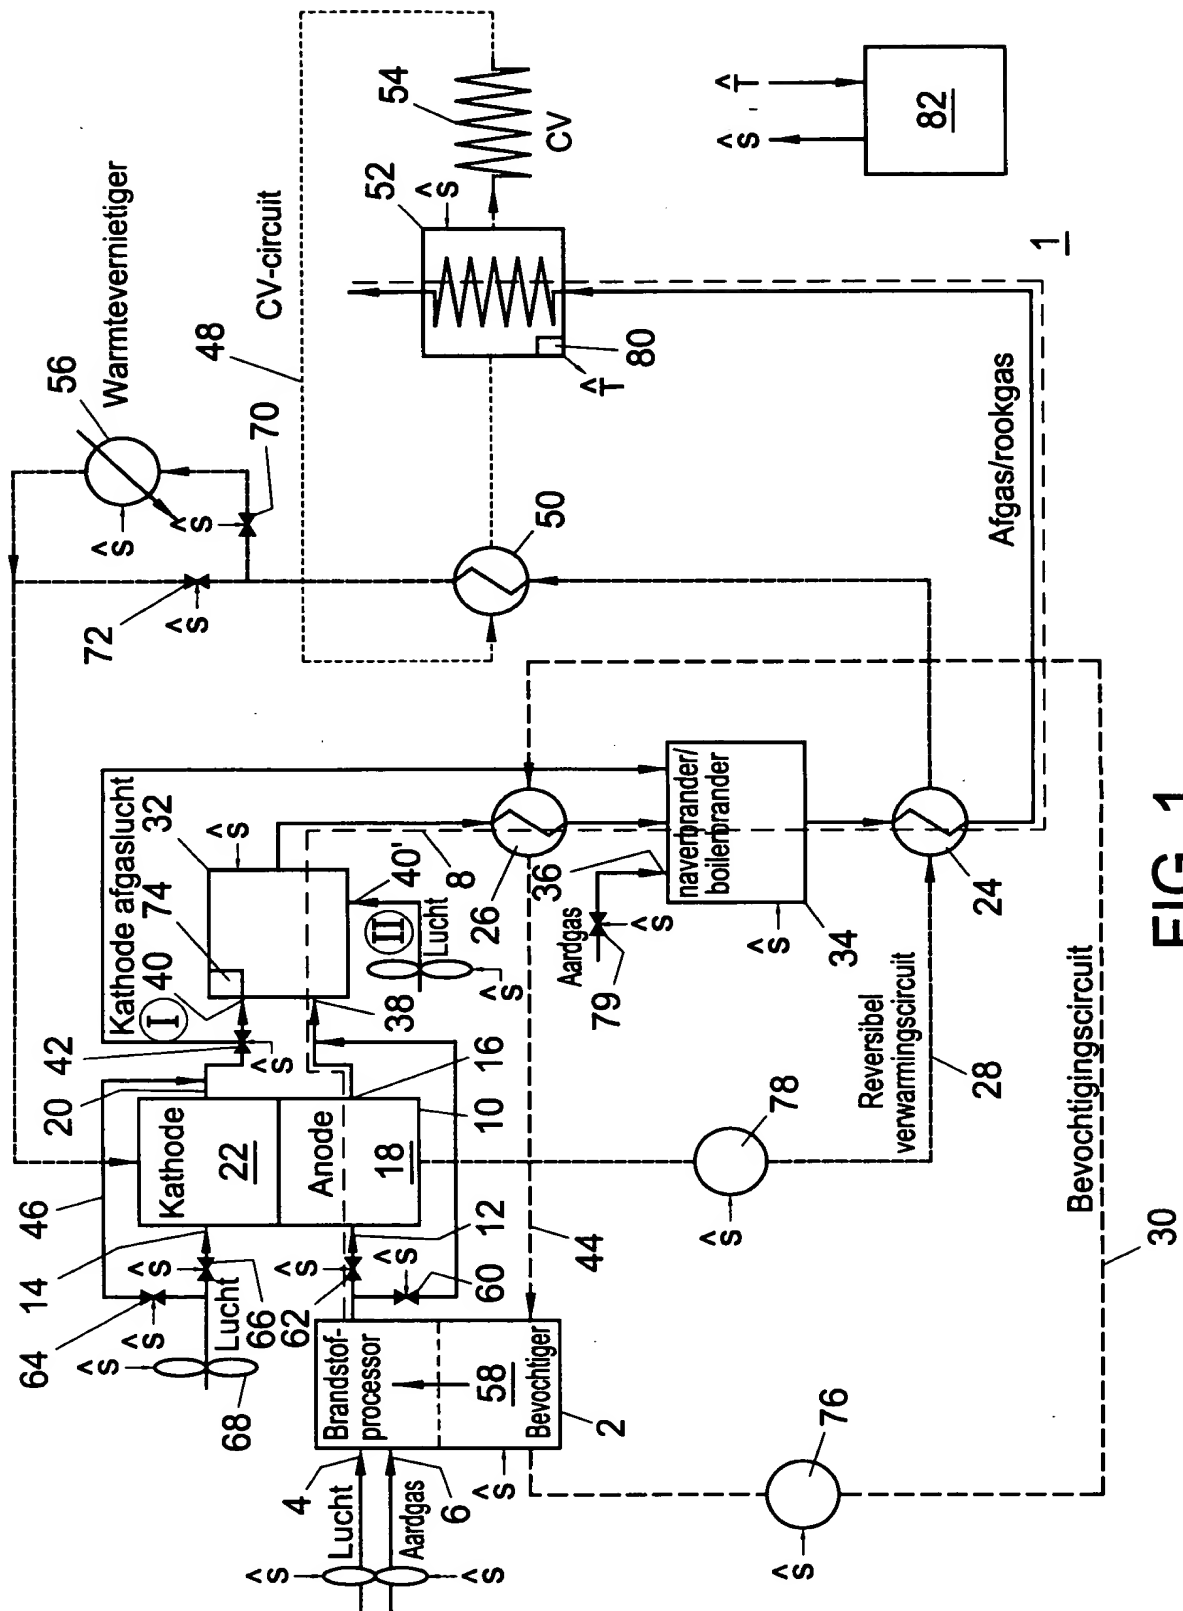 64
72
ŝ
46
56
ŝ
14
20
42
Kathode afgaslucht
Warmtevernietiger
ŝ
ŝ
I
40
74
32
ŝ
ŝ
ŝ
68
Lucht
66
Kathode
22
ŝ
70
48
CV-circuit
4
Lucht
ŝ
62
ŝ
Brandstof-
processor
Anode
18
ŝ
ŝ
38
II
40'
Lucht
6
Aardgas
58
Bevochtiger
2
60
12
10
16
ŝ
8
26
50
52
ŝ
54
CV
T̂
80
ŝ
ŝ
44
36
Aardgas
ŝ
79
naverbrander/
boilerbrander
ŝ
34
76
ŝ
78
ŝ
Reversibel
verwarmingscircuit
28
24
Afgas/rookgas
ŝ
T̂
82
Bevochtigingscircuit
30
1
FIG. 1